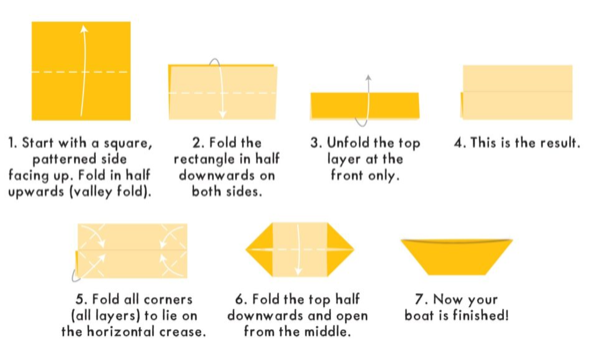 1. Start with a square,
patterned side
facing up. Fold in half
upwards (valley fold).
2. Fold the
rectangle in half
downwards on
both sides.
3. Unfold the top
layer at the
front only.
4. This is the result.
5. Fold all corners
(all layers) to lie on
the horizontal crease.
6. Fold the top half
downwards and open
from the middle.
7. Now your
boat is finished!